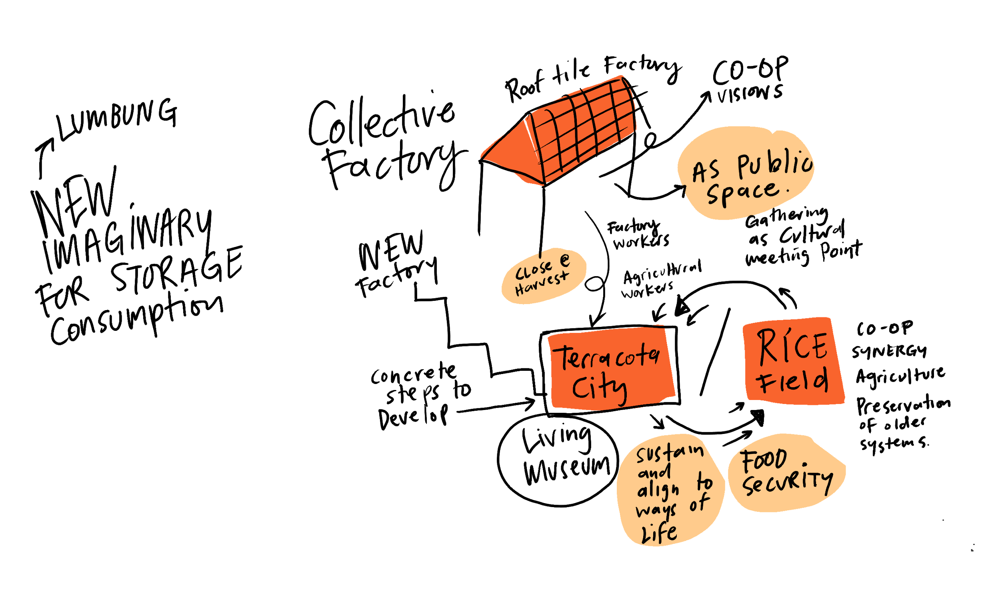 LUMBUNG
NEW
IMAGINARY
FOR STORAGE
Consumption
Collective
Factory
Roof tile Factory
CO-OP
VISIONS
AS Public
Space.
Gathering
as Cultural
meeting Point
Factory
workers
Agricultural
workers
CLOSE @
Harvest
NEW
Factory
Concrete
steps to
Develop
Terracota
City
Living
Museum
RICE
Field
CO-OP
SYNERGY
Agriculture
Preservation
of older
systems.
sustain
and
align to
ways of
Life
FOOD
SecuRiTy